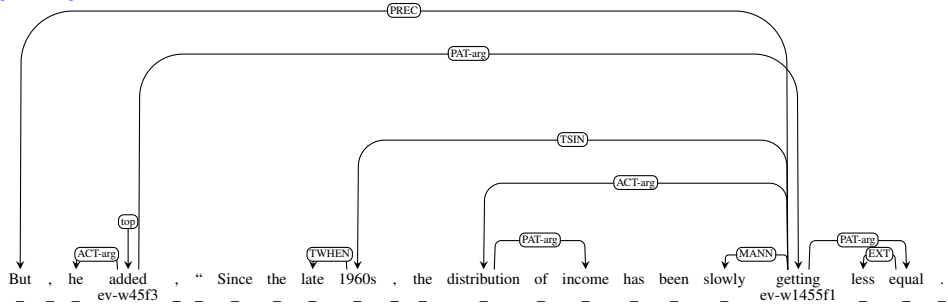 PREC
PAT-arg
TSIN
ACT-arg
top
PAT-arg
PAT-arg
ACT-arg
TWHEN
MANN
EXT
But , he added , “ Since the late 1960s , the distribution of income has been slowly getting less equal .
_ _ _ ev-w45f3 _ _ _ _ _ _ _ _ _ _ _ _ _ _ ev-w1455f1 _ _ _